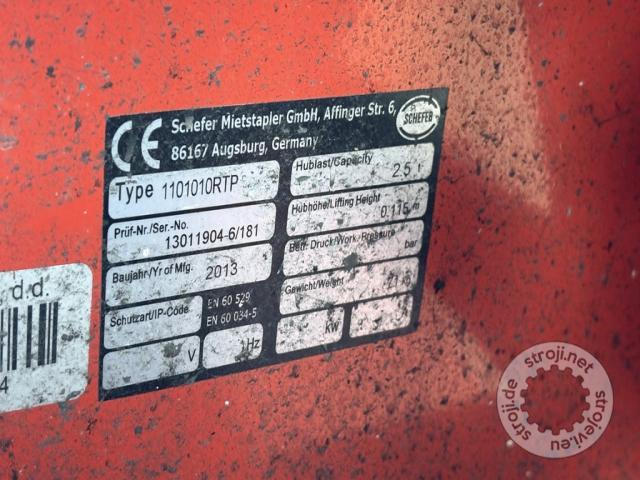 Schefer Mietstapler GmbH, Affinger Str. 6,
86167 Augsburg, Germany
SCHEFER
CE
Type 1101010RTP
Prüf-Nr./Ser.-No.
13011904-6/181
Baujahr/Yr of Mfg. 2013
Schutzart/IP-Code
EN 60 529
EN 60 034-5
V
Hz
Hublast/Capacity
2.5 t
Hubhöhe/Lifting Height
0.115 m
Betr. Druck/Work. Pressure
bar
Gewicht/Weight
kW
d.d.
4
stroji.net
stroji.de
strojevi.eu